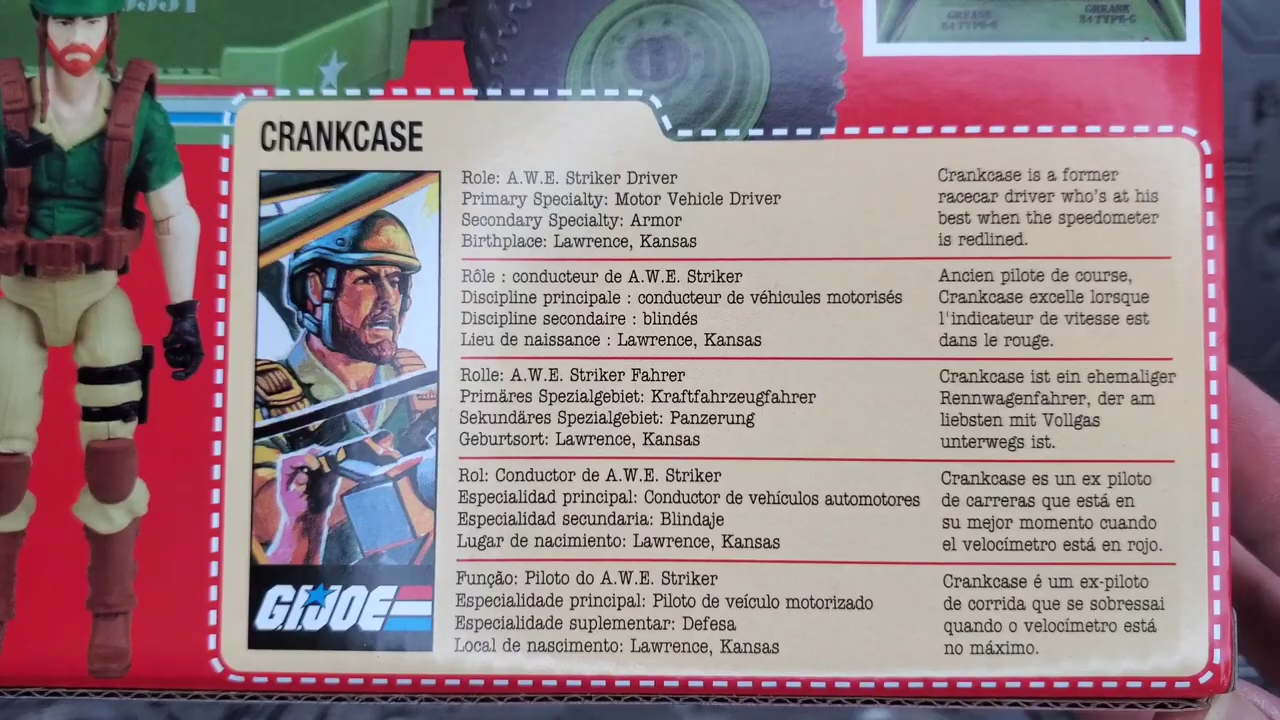 GREASE
84TYPE-G
GREASE
84TYPE-G
CRANKCASE
Role: A.W.E. Striker Driver
Primary Specialty: Motor Vehicle Driver
Secondary Specialty: Armor
Birthplace: Lawrence, Kansas
Crankcase is a former
racecar driver who's at his
best when the speedometer
is redlined.
Rôle : conducteur de A.W.E. Striker
Discipline principale : conducteur de véhicules motorisés
Discipline secondaire : blindés
Lieu de naissance : Lawrence, Kansas
Ancien pilote de course,
Crankcase excelle lorsque
l'indicateur de vitesse est
dans le rouge.
Rolle: A.W.E. Striker Fahrer
Primäres Spezialgebiet: Kraftfahrzeugfahrer
Sekundäres Spezialgebiet: Panzerung
Geburtsort: Lawrence, Kansas
Crankcase ist ein ehemaliger
Rennwagenfahrer, der am
liebsten mit Vollgas
unterwegs ist.
Rol: Conductor de A.W.E. Striker
Especialidad principal: Conductor de vehículos automotores
Especialidad secundaria: Blindaje
Lugar de nacimiento: Lawrence, Kansas
Crankcase es un ex piloto
de carreras que está en
su mejor momento cuando
el velocímetro está en rojo.
Função: Piloto do A.W.E. Striker
Especialidade principal: Piloto de veículo motorizado
Especialidade suplementar: Defesa
Local de nascimento: Lawrence, Kansas
Crankcase é um ex-piloto
de corrida que se sobressai
quando o velocímetro está
no máximo.
G.I. JOE